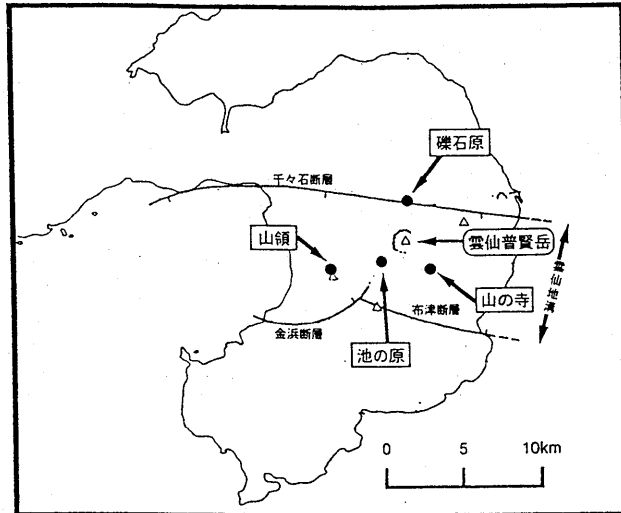 礫石原
千々石断層
山領
雲仙普賢岳
雲仙地溝
山の寺
布津断層
金浜断層
池の原
0 5 10km